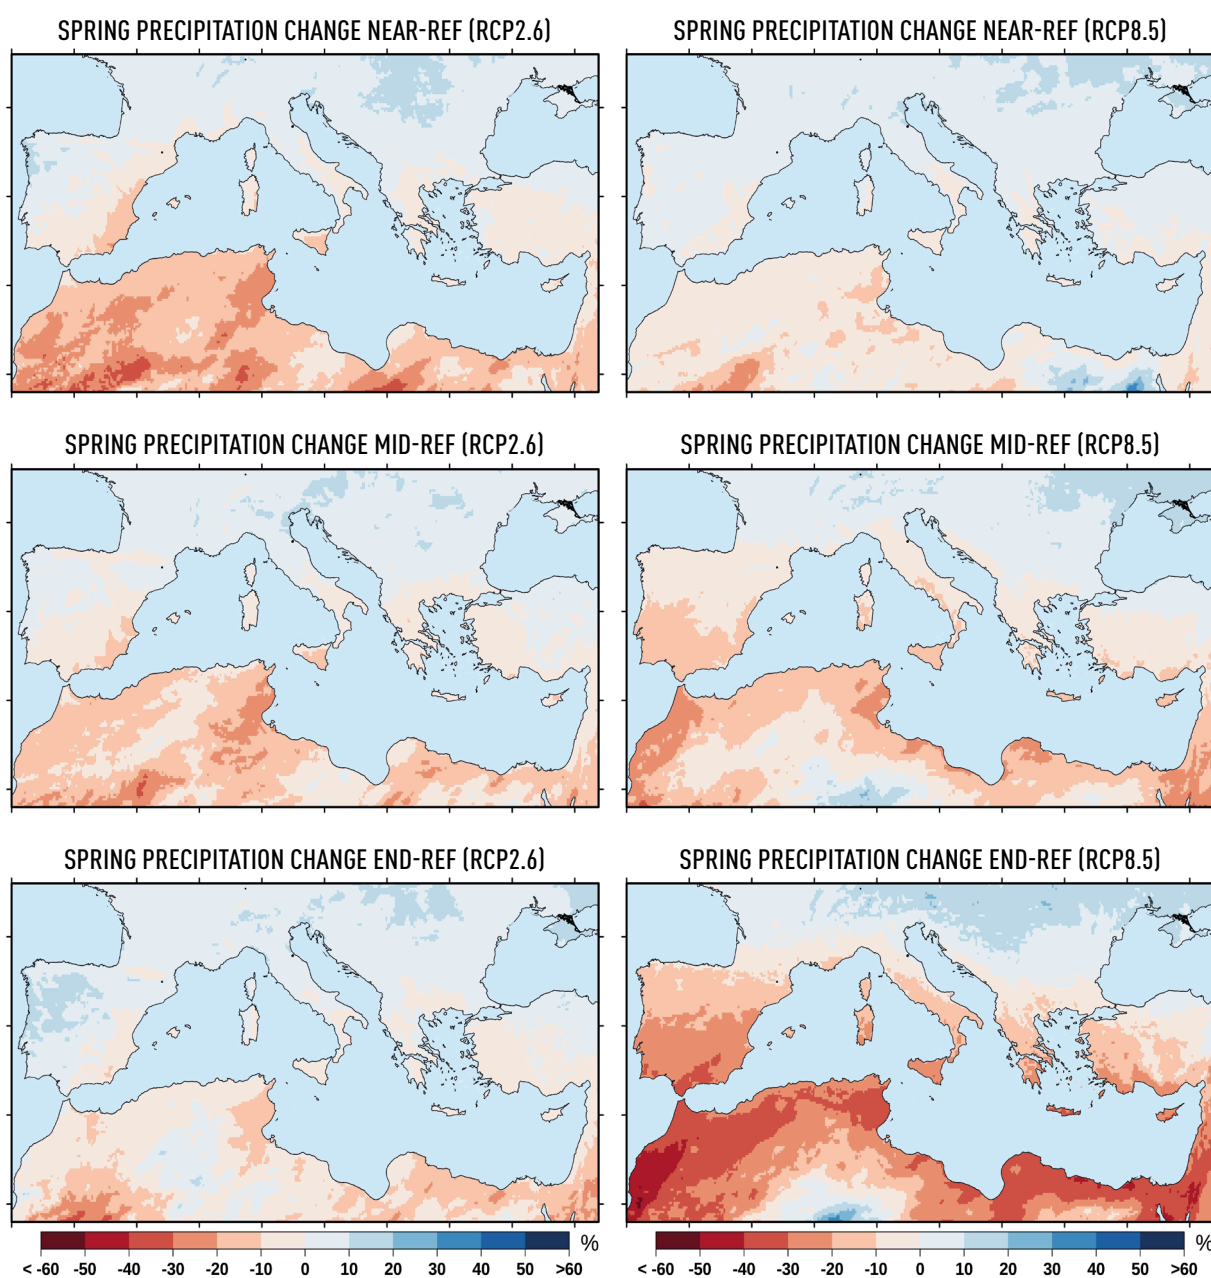 SPRING PRECIPITATION CHANGE NEAR-REF (RCP2.6)
SPRING PRECIPITATION CHANGE NEAR-REF (RCP8.5)
SPRING PRECIPITATION CHANGE MID-REF (RCP2.6)
SPRING PRECIPITATION CHANGE MID-REF (RCP8.5)
SPRING PRECIPITATION CHANGE END-REF (RCP2.6)
SPRING PRECIPITATION CHANGE END-REF (RCP8.5)
%
< -60 -50 -40 -30 -20 -10 0 10 20 30 40 50 >60
%
< -60 -50 -40 -30 -20 -10 0 10 20 30 40 50 >60